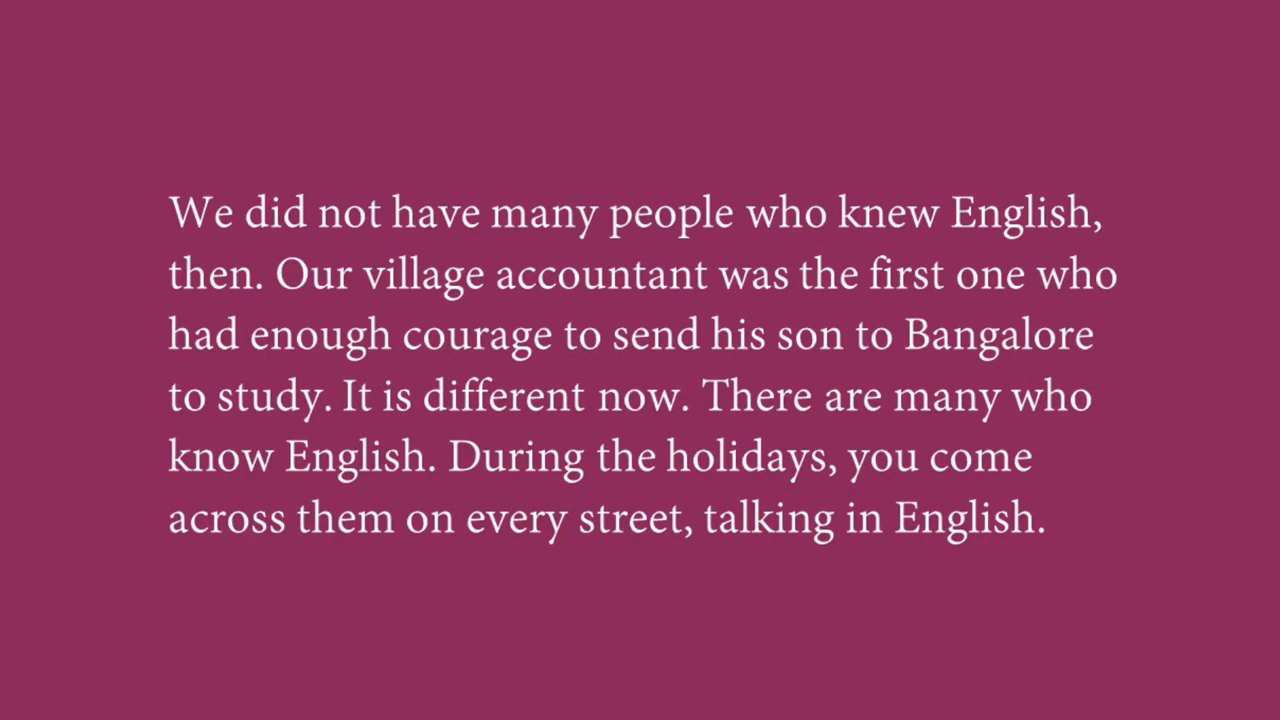 We did not have many people who knew English,
then. Our village accountant was the first one who
had enough courage to send his son to Bangalore
to study. It is different now. There are many who
know English. During the holidays, you come
across them on every street, talking in English.